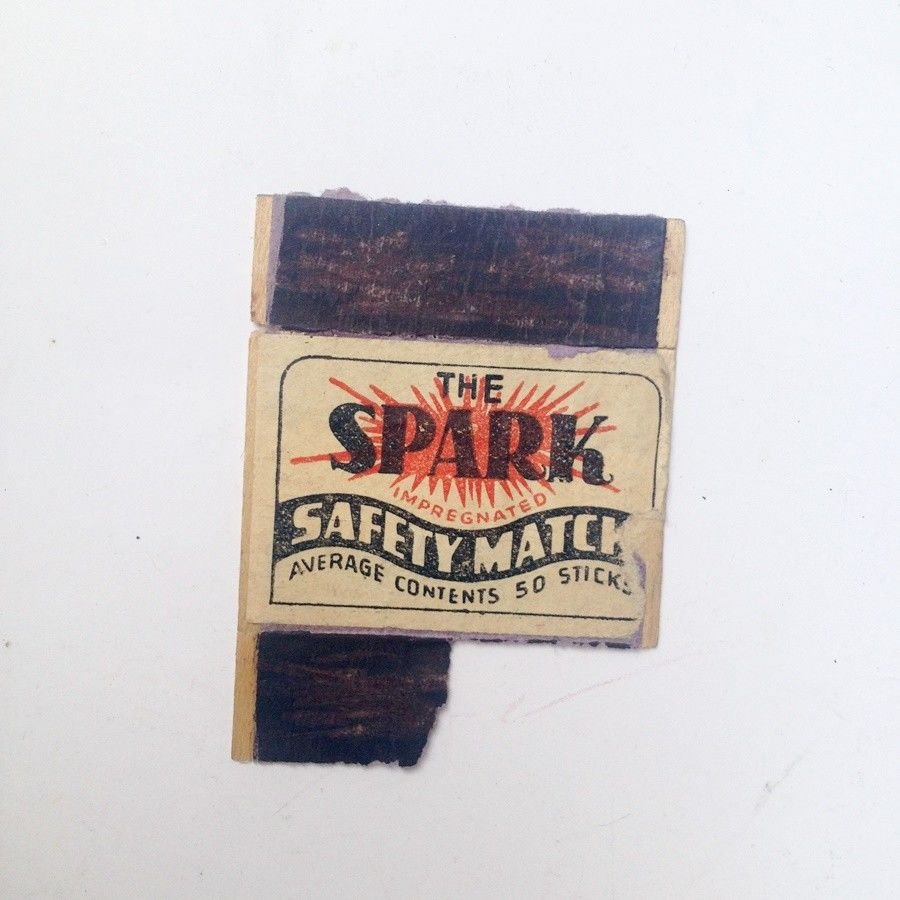 THE
SPARK
IMPREGNATED
SAFETY MATCH
AVERAGE CONTENTS 50 STICKS